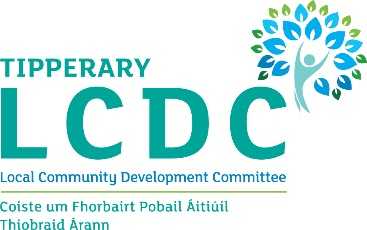 TIPPERARY
LCDC
Local Community Development Committee
Coiste um Fhorbairt Pobail Áitiúil
Thiobraid Árann